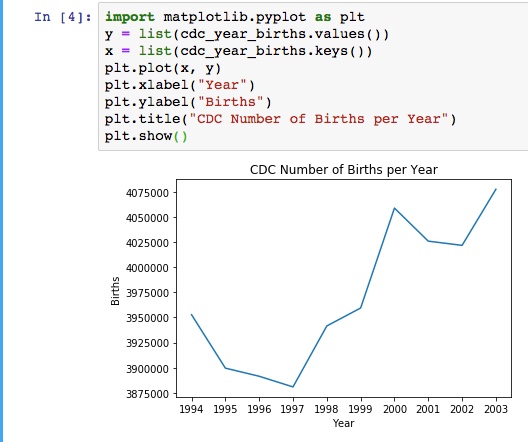 In [4]: import matplotlib.pyplot as plt
y = list(cdc_year_births.values())
x = list(cdc_year_births.keys())
plt.plot(x, y)
plt.xlabel("Year")
plt.ylabel("Births")
plt.title("CDC Number of Births per Year")
plt.show()
CDC Number of Births per Year
4075000
4050000
4025000
4000000
3975000
3950000
3925000
3900000
3875000
Births
1994 1995 1996 1997 1998 1999 2000 2001 2002 2003
Year